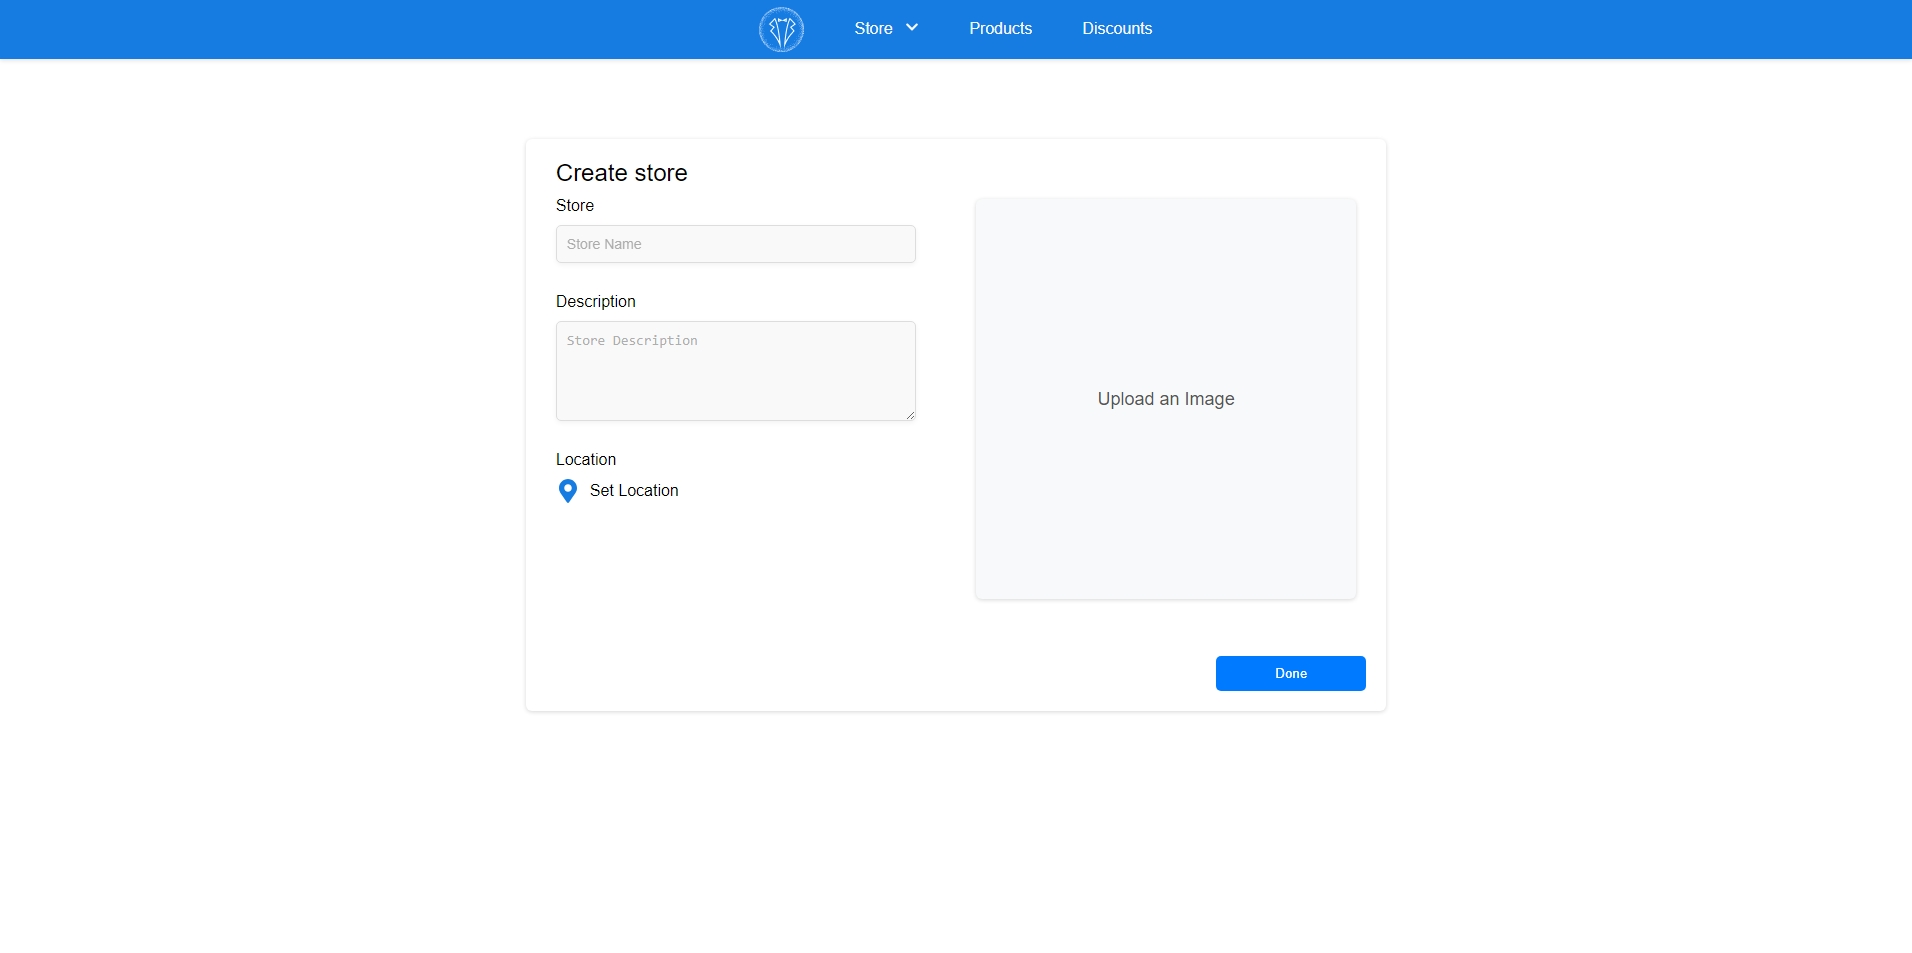 Store
Products
Discounts
Create store
Store
Store Name
Description
Store Description
Location
Set Location
Upload an Image
Done